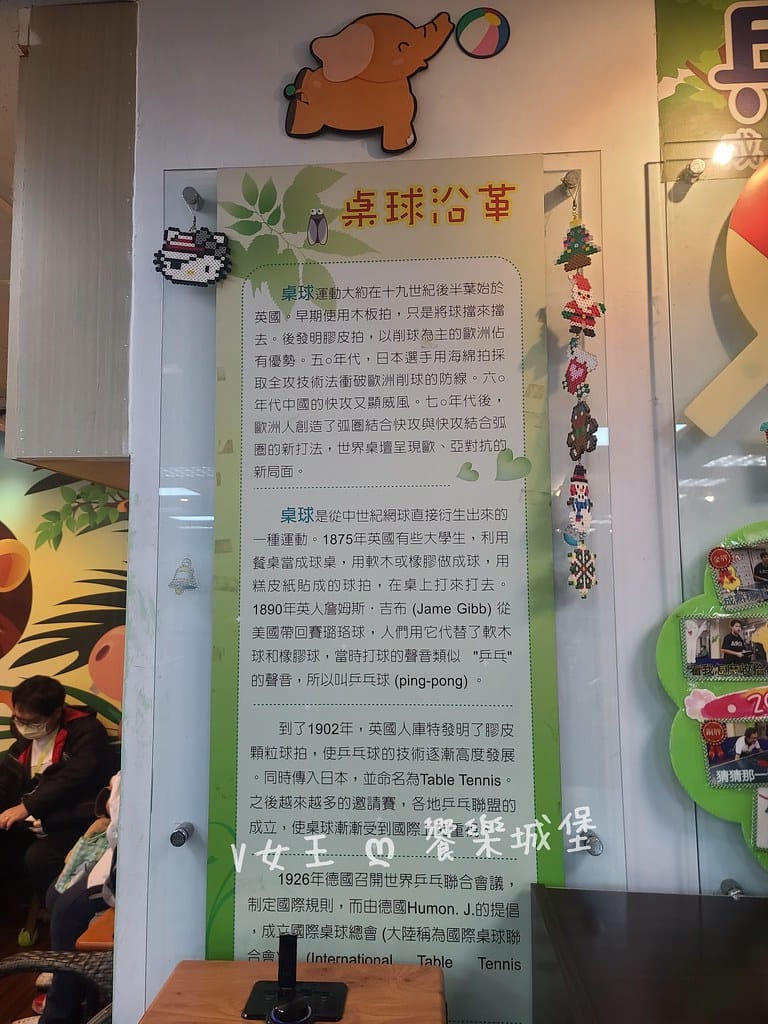 桌球沿革
桌球運動大約在十九世紀後半葉始於
英國。早期使用木板拍，只是將球擋來擋
去。後發明膠皮拍，以削球為主的歐洲佔
有優勢。五○年代，日本選手用海綿拍採
取全攻技術法衝破歐洲削球的防線。六○
年代中國的快攻又顯威風。七○年代後，
歐洲人創造了弧圈結合快攻與快攻結合弧
圈的新打法，世界桌壇呈現歐、亞對抗的
新局面。
桌球是從中世紀網球直接衍生出來的
一種運動。1875年英國有些大學生，利用
餐桌當成球桌，用軟木或橡膠做成球，用
糕皮紙貼成的球拍，在桌上打來打去。
1890年英人詹姆斯．吉布 (Jame Gibb) 從
美國帶回賽璐珞球，人們用它代替了軟木
球和橡膠球，當時打球的聲音類似 "乒乓"
的聲音，所以叫乒乓球 (ping-pong) 。
到了1902年，英國人庫特發明了膠皮
顆粒球拍，使乒乓球的技術逐漸高度發展
。同時傳入日本，並命名為Table Tennis。
之後越來越多的邀請賽，各地乒乓聯盟的
成立，使桌球漸漸受到國際
V女王 ღ 饗樂城堡
1926年德國召開世界乒乓聯合會議，
制定國際規則，而由德國Humon. J.的提倡
，成立國際桌球總會 (大陸稱為國際桌球聯
合會 (International Table Tennis
金牌
看我怎麼收拾
20
銅牌
猜猜那一